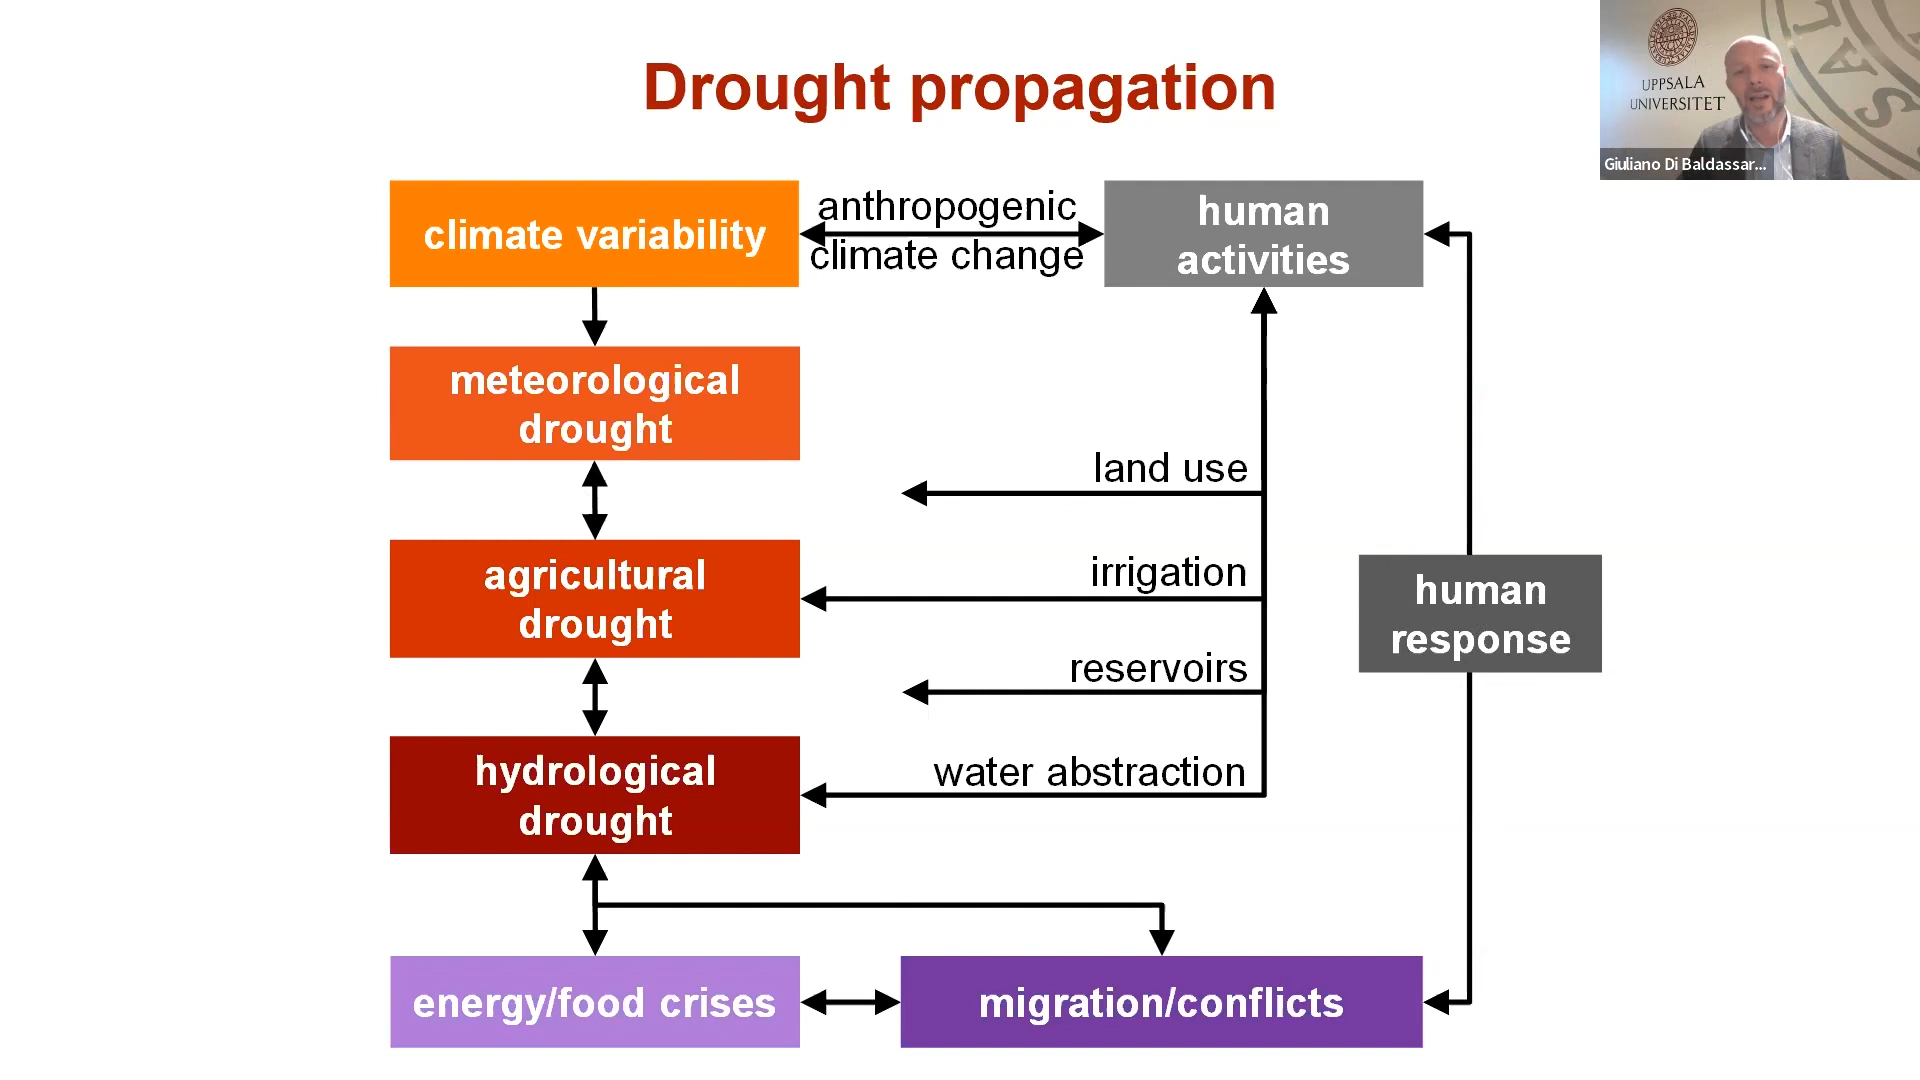 Drought propagation
UPPSALA
UNIVERSITET
Giuliano Di Baldassar...
climate variability
anthropogenic
climate change
human
activities
meteorological
drought
land use
agricultural
drought
irrigation
human
response
reservoirs
hydrological
drought
water abstraction
energy/food crises
migration/conflicts